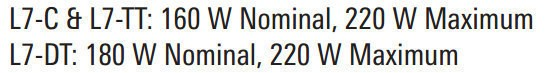 L7-C & L7-TT: 160 W Nominal, 220 W Maximum
L7-DT: 180 W Nominal, 220 W Maximum